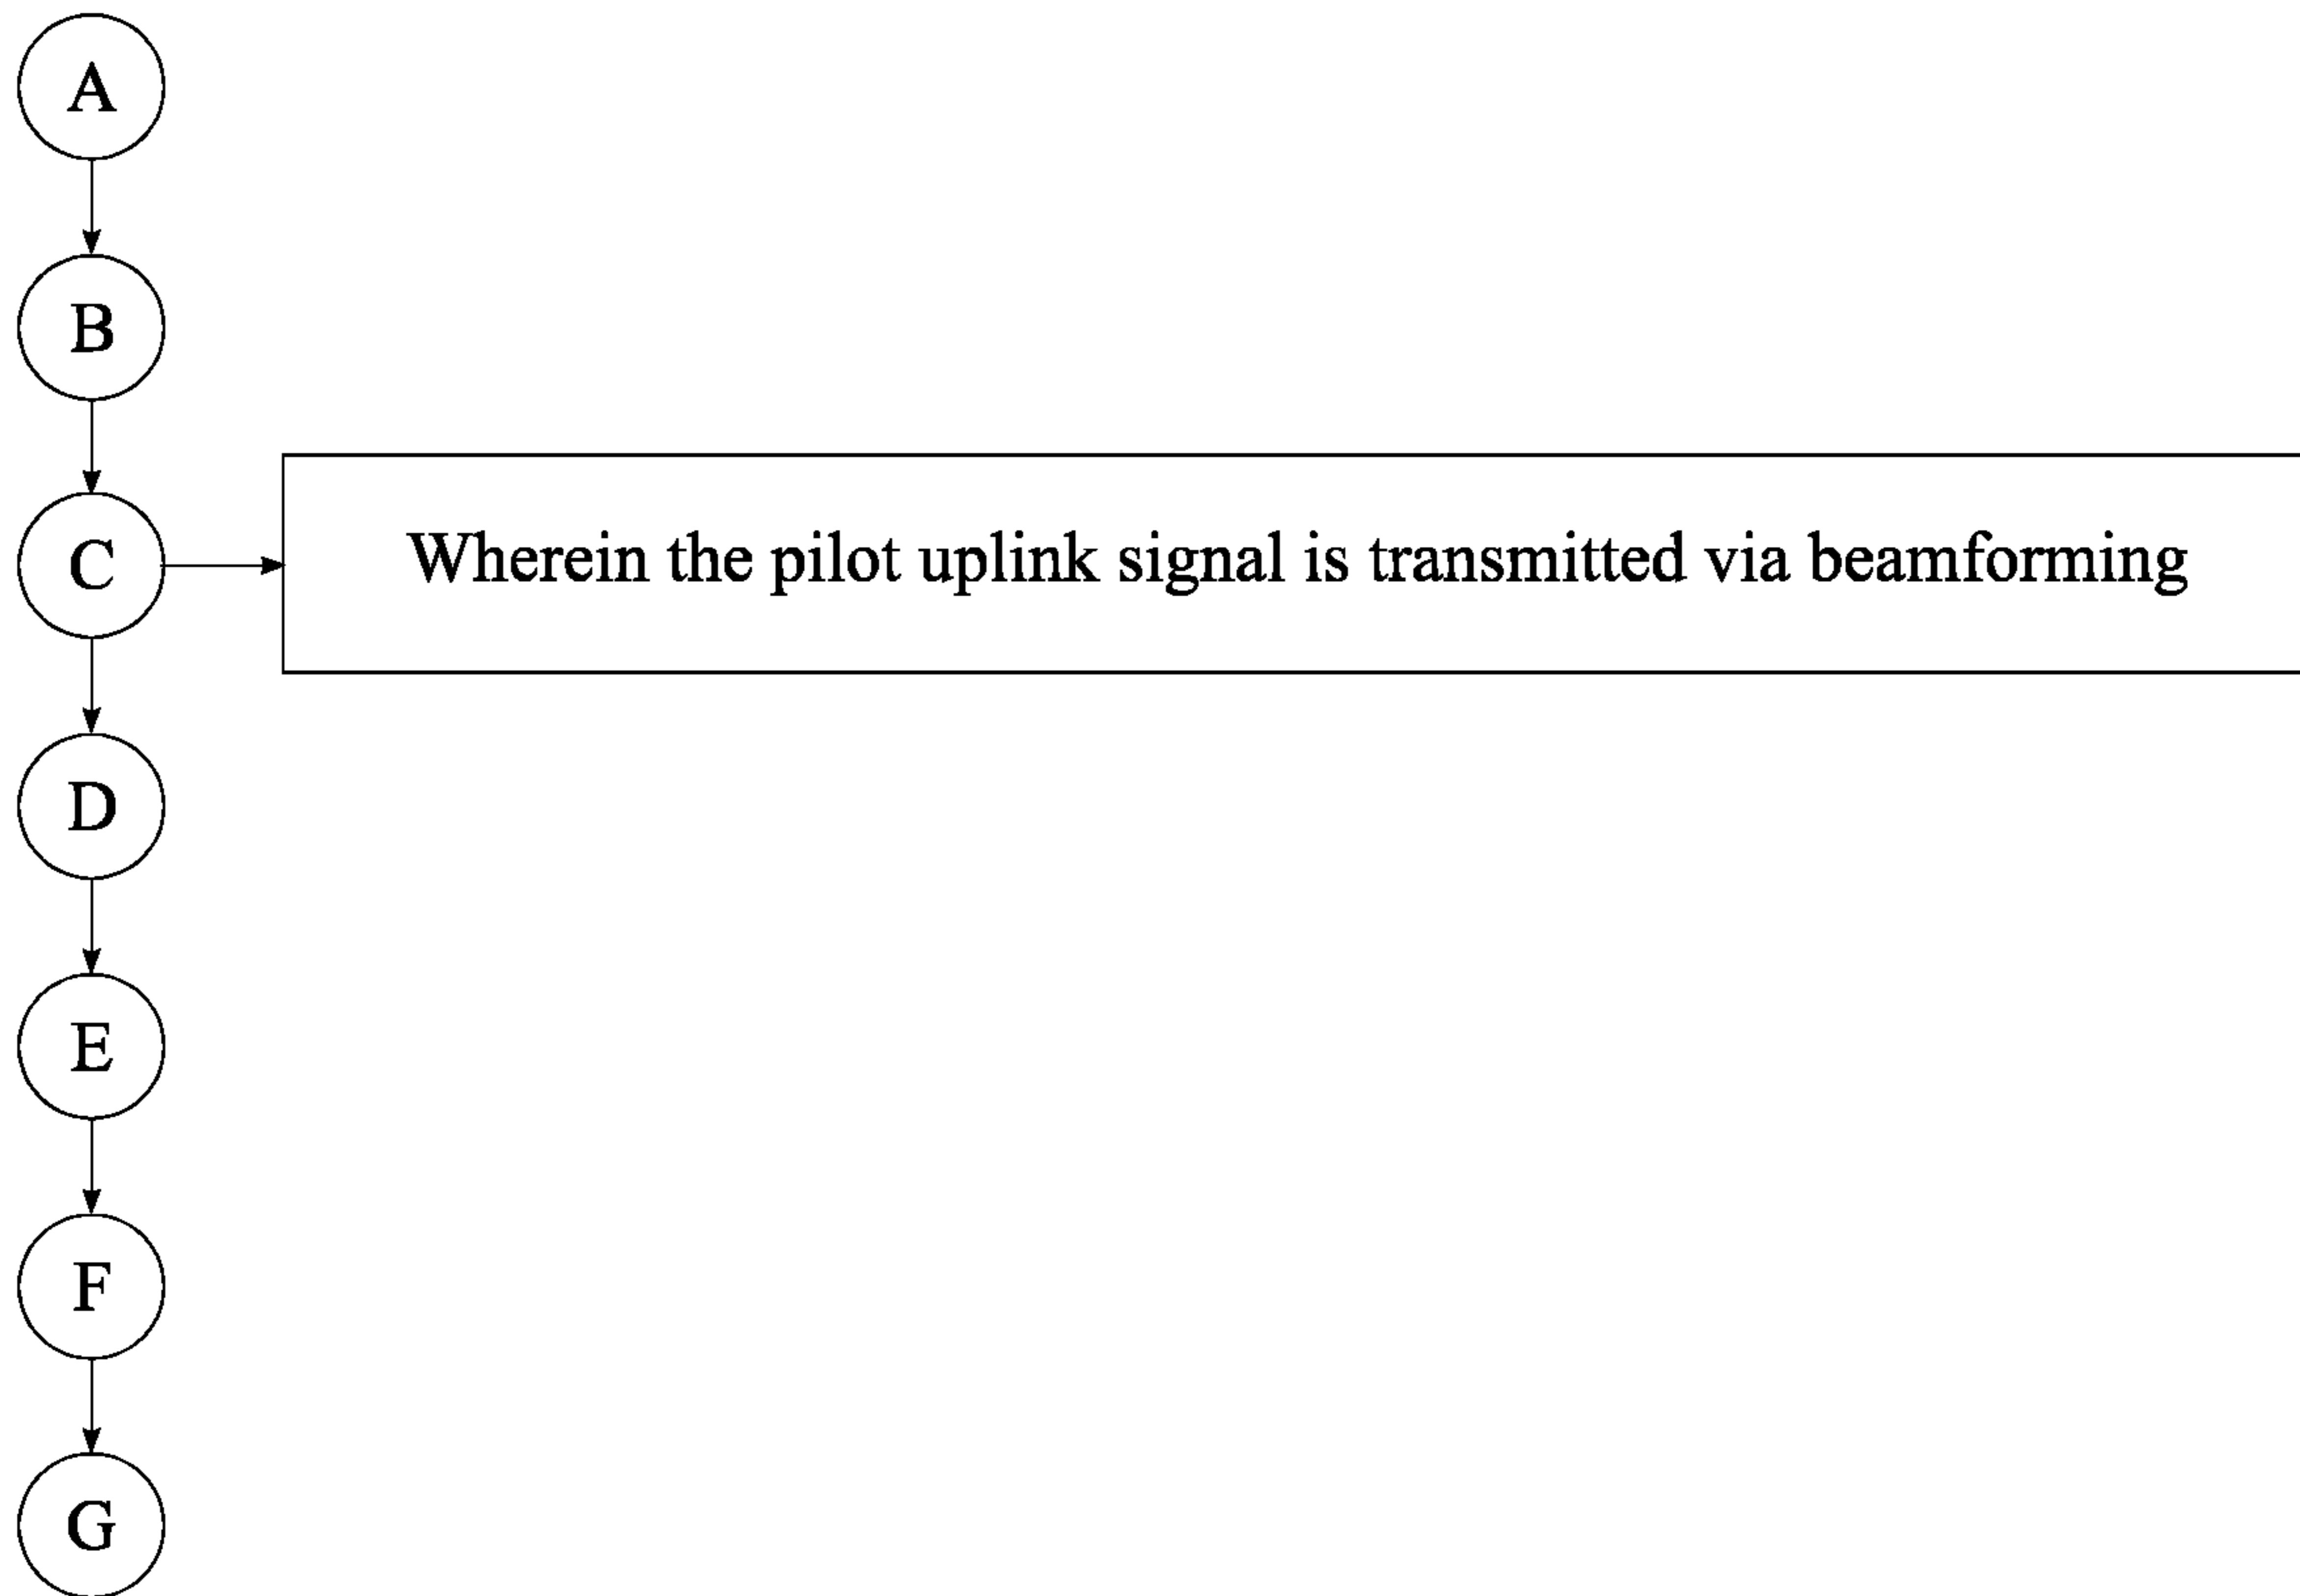 A
B
C
Wherein the pilot uplink signal is transmitted via beamforming
D
E
F
G